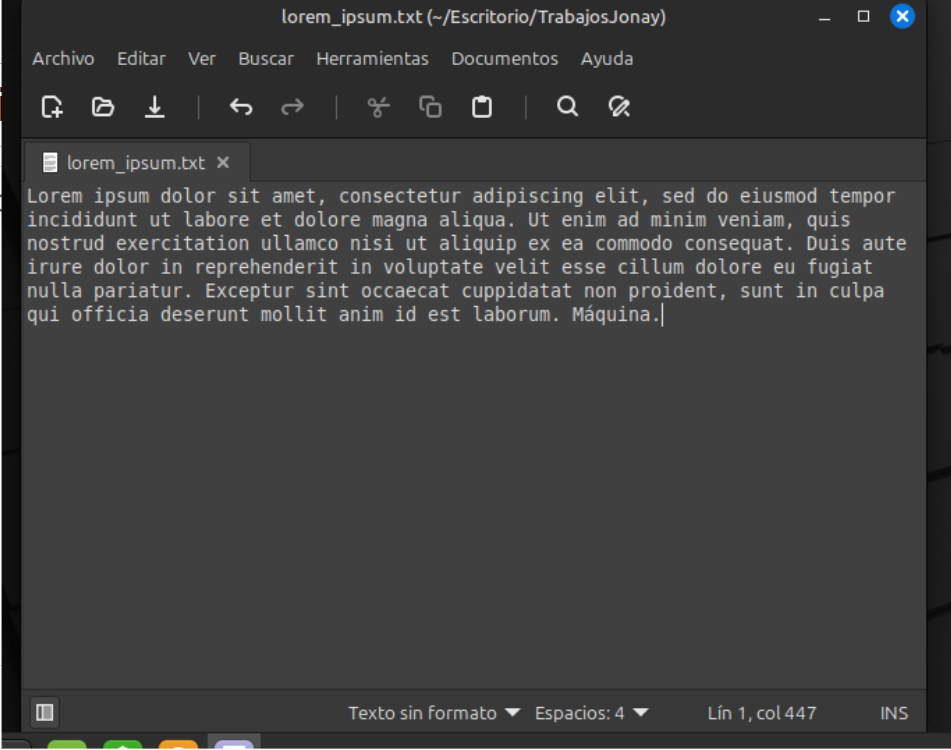 lorem_ipsum.txt (~/Escritorio/TrabajosJonay)
Archivo Editar Ver Buscar Herramientas Documentos Ayuda
lorem_ipsum.txt
Lorem ipsum dolor sit amet, consectetur adipiscing elit, sed do eiusmod tempor
incididunt ut labore et dolore magna aliqua. Ut enim ad minim veniam, quis
nostrud exercitation ullamco nisi ut aliquip ex ea commodo consequat. Duis aute
irure dolor in reprehenderit in voluptate velit esse cillum dolore eu fugiat
nulla pariatur. Exceptur sint occaecat cuppidatat non proident, sunt in culpa
qui officia deserunt mollit anim id est laborum. Máquina.
Texto sin formato Espacios: 4 Lín 1, col 447 INS